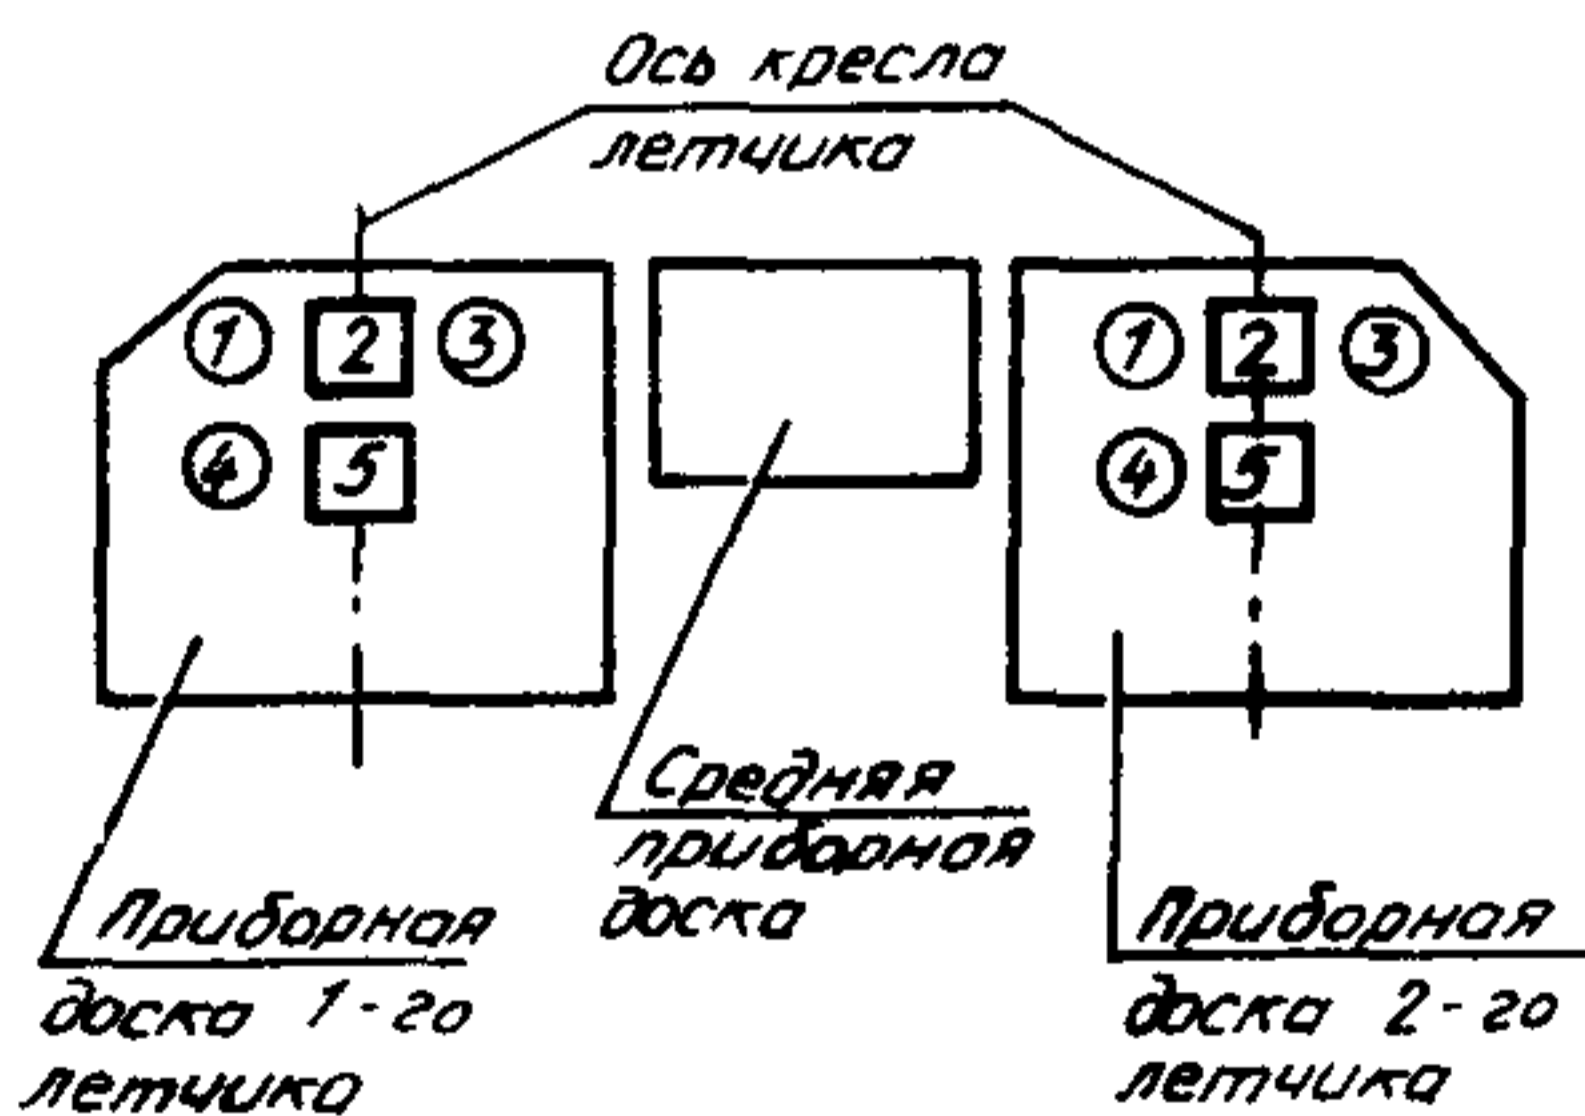 Ось кресла
летчика
1 2 3
4 5
1 2 3
4 5
Средняя
приборная
доска
Приборная
доска 1-го
летчика
Приборная
доска 2-го
летчика